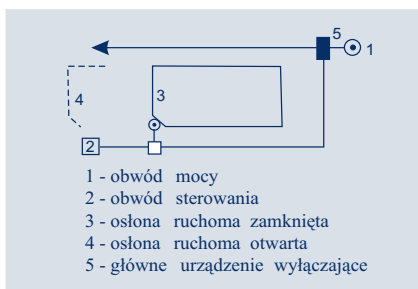 5
1
4
3
2
1 - obwód mocy
2 - obwód sterowania
3 - osłona ruchoma zamknięta
4 - osłona ruchoma otwarta
5 - główne urządzenie wyłączające